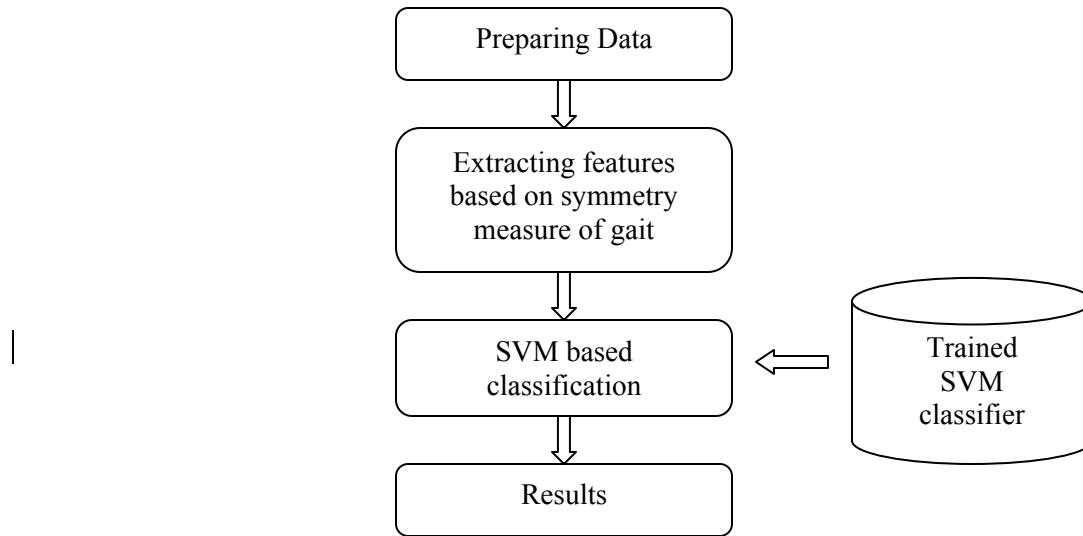 Preparing Data
Extracting features
based on symmetry
measure of gait
SVM based
classification
Trained
SVM
classifier
Results